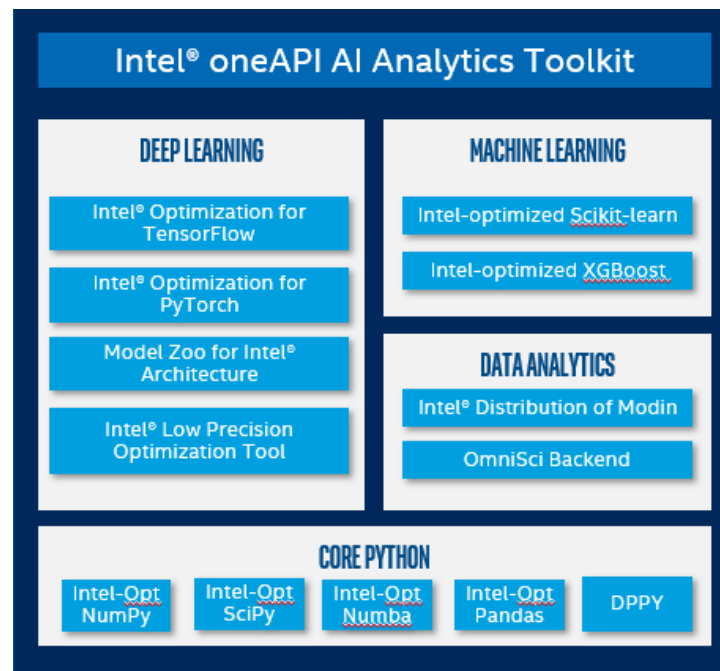 Intel® oneAPI AI Analytics Toolkit
DEEP LEARNING
Intel® Optimization for
TensorFlow
Intel® Optimization for
PyTorch
Model Zoo for Intel®
Architecture
Intel® Low Precision
Optimization Tool
MACHINE LEARNING
Intel-optimized Scikit-learn
Intel-optimized XGBoost
DATA ANALYTICS
Intel® Distribution of Modin
OmniSci Backend
CORE PYTHON
Intel-Opt
NumPy
Intel-Opt
SciPy
Intel-Opt
Numba
Intel-Opt
Pandas
DPPY